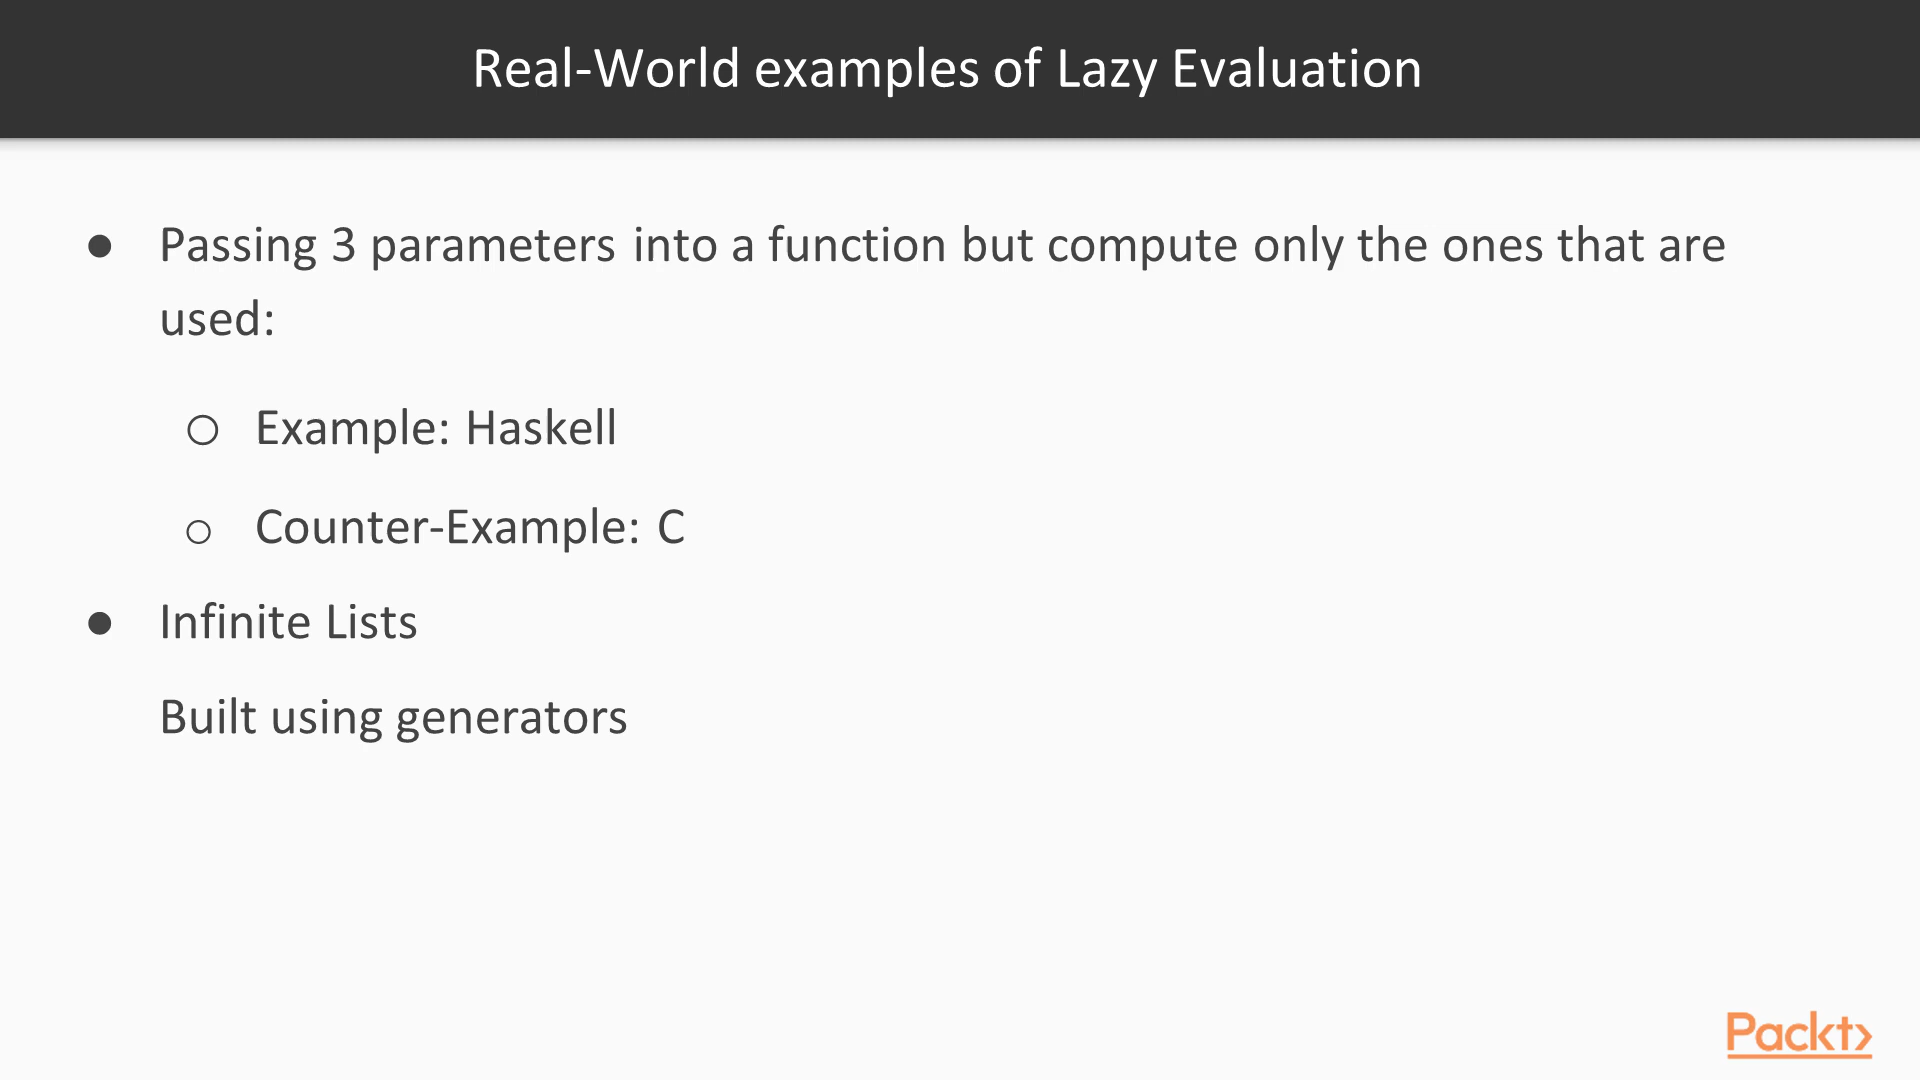 Real-World examples of Lazy Evaluation
● Passing 3 parameters into a function but compute only the ones that are
used:
○ Example: Haskell
○ Counter-Example: C
● Infinite Lists
Built using generators
Packt>